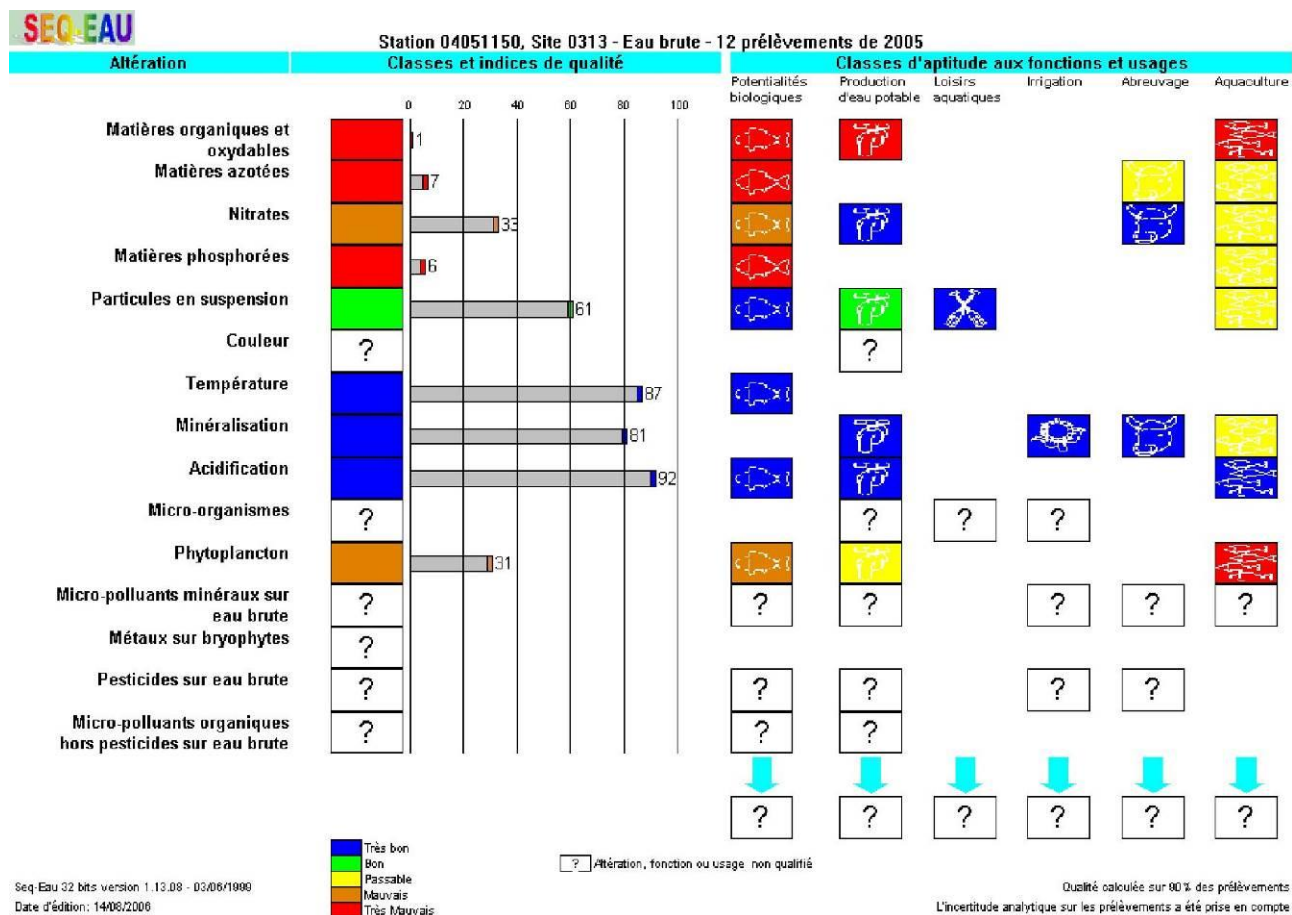 SEQ-EAU
Station 04051150, Site 0313 - Eau brute - 12 prélèvements de 2005
Altération
Classes et indices de qualité
Classes d'aptitude aux fonctions et usages
Potentialités
biologiques
Production
d'eau potable
Loisirs
aquatiques
Irrigation
Abreuvage
Aquaculture
0 20 40 60 80 100
Matières organiques et
oxydables
1
Matières azotées
7
Nitrates
33
Matières phosphorées
6
Particules en suspension
61
Couleur
? ?
Température
87
Minéralisation
81
Acidification
92
Micro-organismes
? ? ? ?
Phytoplancton
31
Micro-polluants minéraux sur
eau brute
? ? ? ? ? ?
Métaux sur bryophytes
?
Pesticides sur eau brute
? ? ? ? ?
Micro-polluants organiques
hors pesticides sur eau brute
? ? ?
? ? ? ? ? ?
Très bon
Bon
Passable
Mauvais
Très Mauvais
? Altération, fonction ou usage non qualifié
Seq-Eau 32 bits version 1.13.08 - 03/06/1999
Date d'édition: 14/08/2006
Qualité calculée sur 90 % des prélèvements
L'incertitude analytique sur les prélèvements a été prise en compte